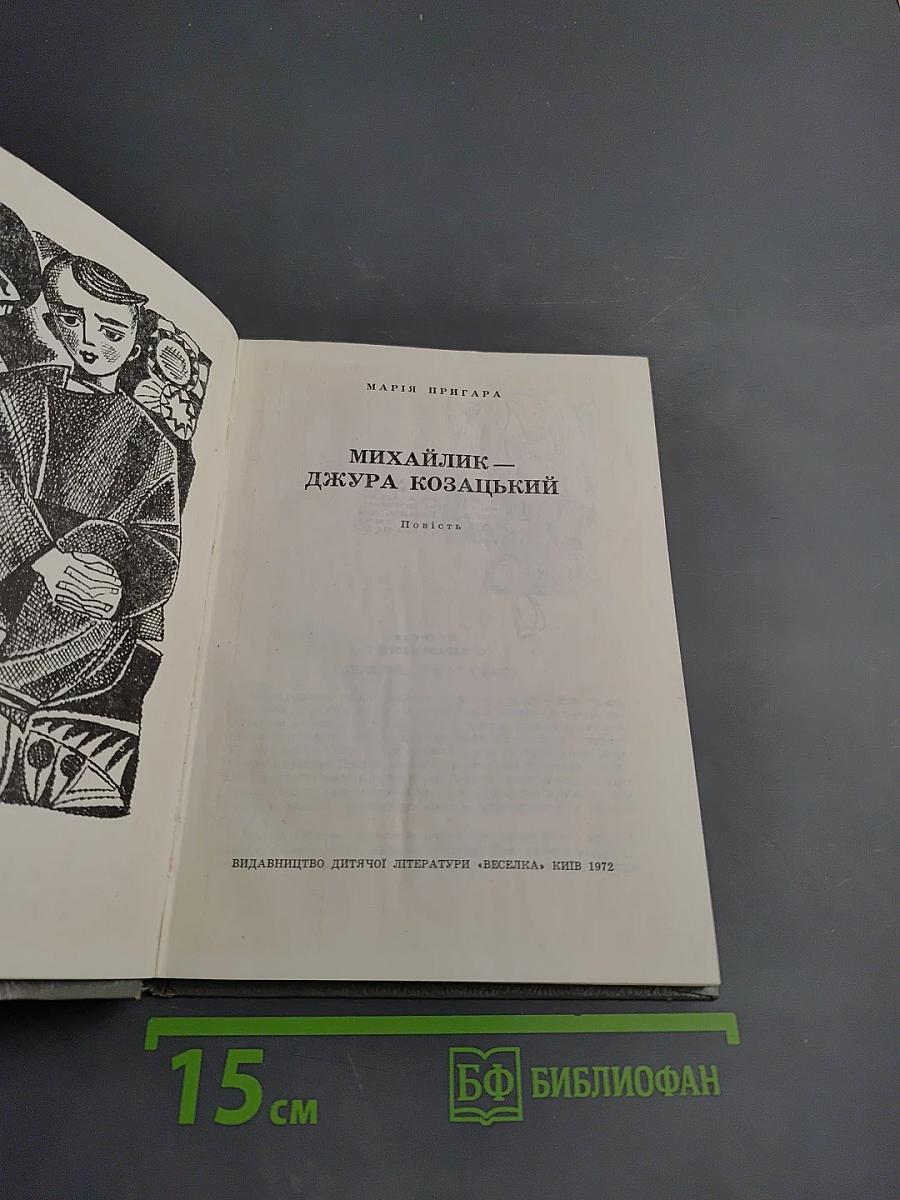 МАРІЯ ПРИГАРА
МИХАЙЛИК —
ДЖУРА КОЗАЦЬКИЙ
Повість
ВИДАВНИЦТВО ДИТЯЧОЇ ЛІТЕРАТУРИ «ВЕСЕЛКА» КИЇВ 1972
15 см
БФ БИБЛИОФАН